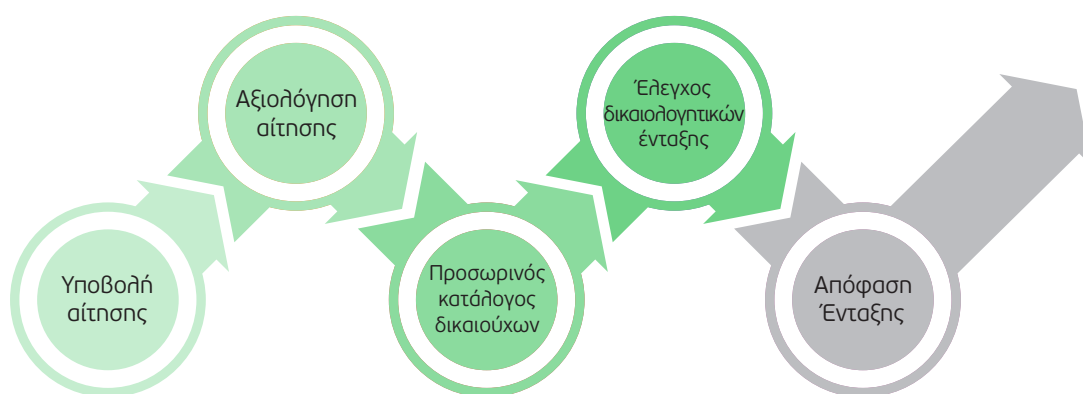 Υποβολή
αίτησης
Αξιολόγηση
αίτησης
Προσωρινός
κατάλογος
δικαιούχων
Έλεγχος
δικαιολογητικών
ένταξης
Απόφαση
Ένταξης